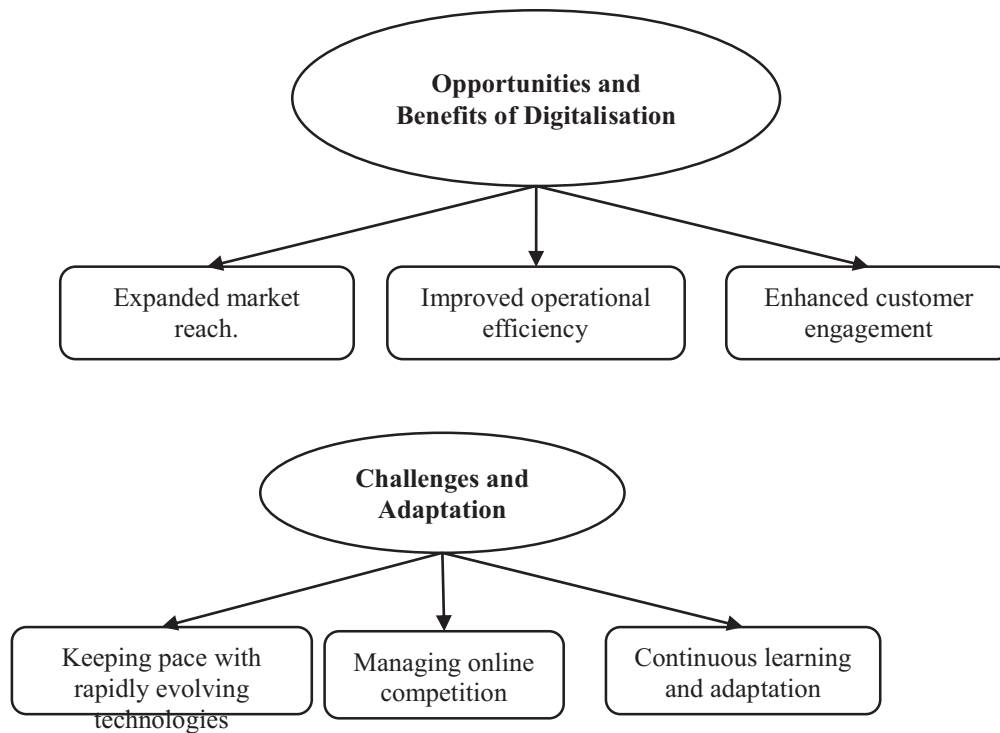 Opportunities and
Benefits of Digitalisation
Expanded market
reach.
Improved operational
efficiency
Enhanced customer
engagement
Challenges and
Adaptation
Keeping pace with
rapidly evolving
technologies
Managing online
competition
Continuous learning
and adaptation